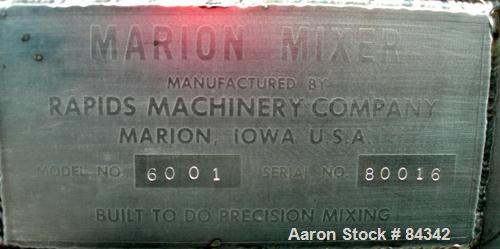 MARION MIXER
MANUFACTURED BY
RAPIDS MACHINERY COMPANY
MARION, IOWA U.S.A.
MODEL NO. 6001 SERIAL NO. 80016
BUILT TO DO PRECISION MIXING
Aaron Stock # 84342